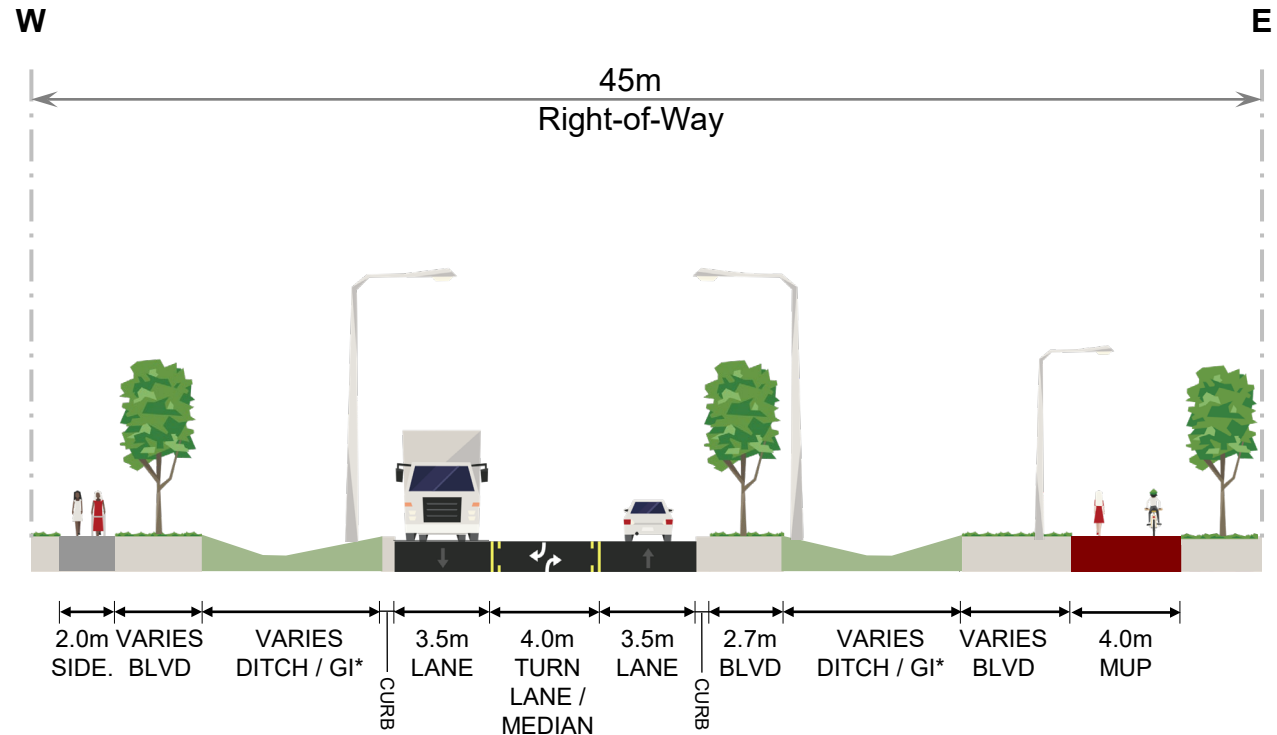 W
E
45m
Right-of-Way
2.0m
SIDE.
VARIES
BLVD
VARIES
DITCH / GI*
CURB
3.5m
LANE
4.0m
TURN
LANE /
MEDIAN
3.5m
LANE
CURB
2.7m
BLVD
VARIES
DITCH / GI*
VARIES
BLVD
4.0m
MUP